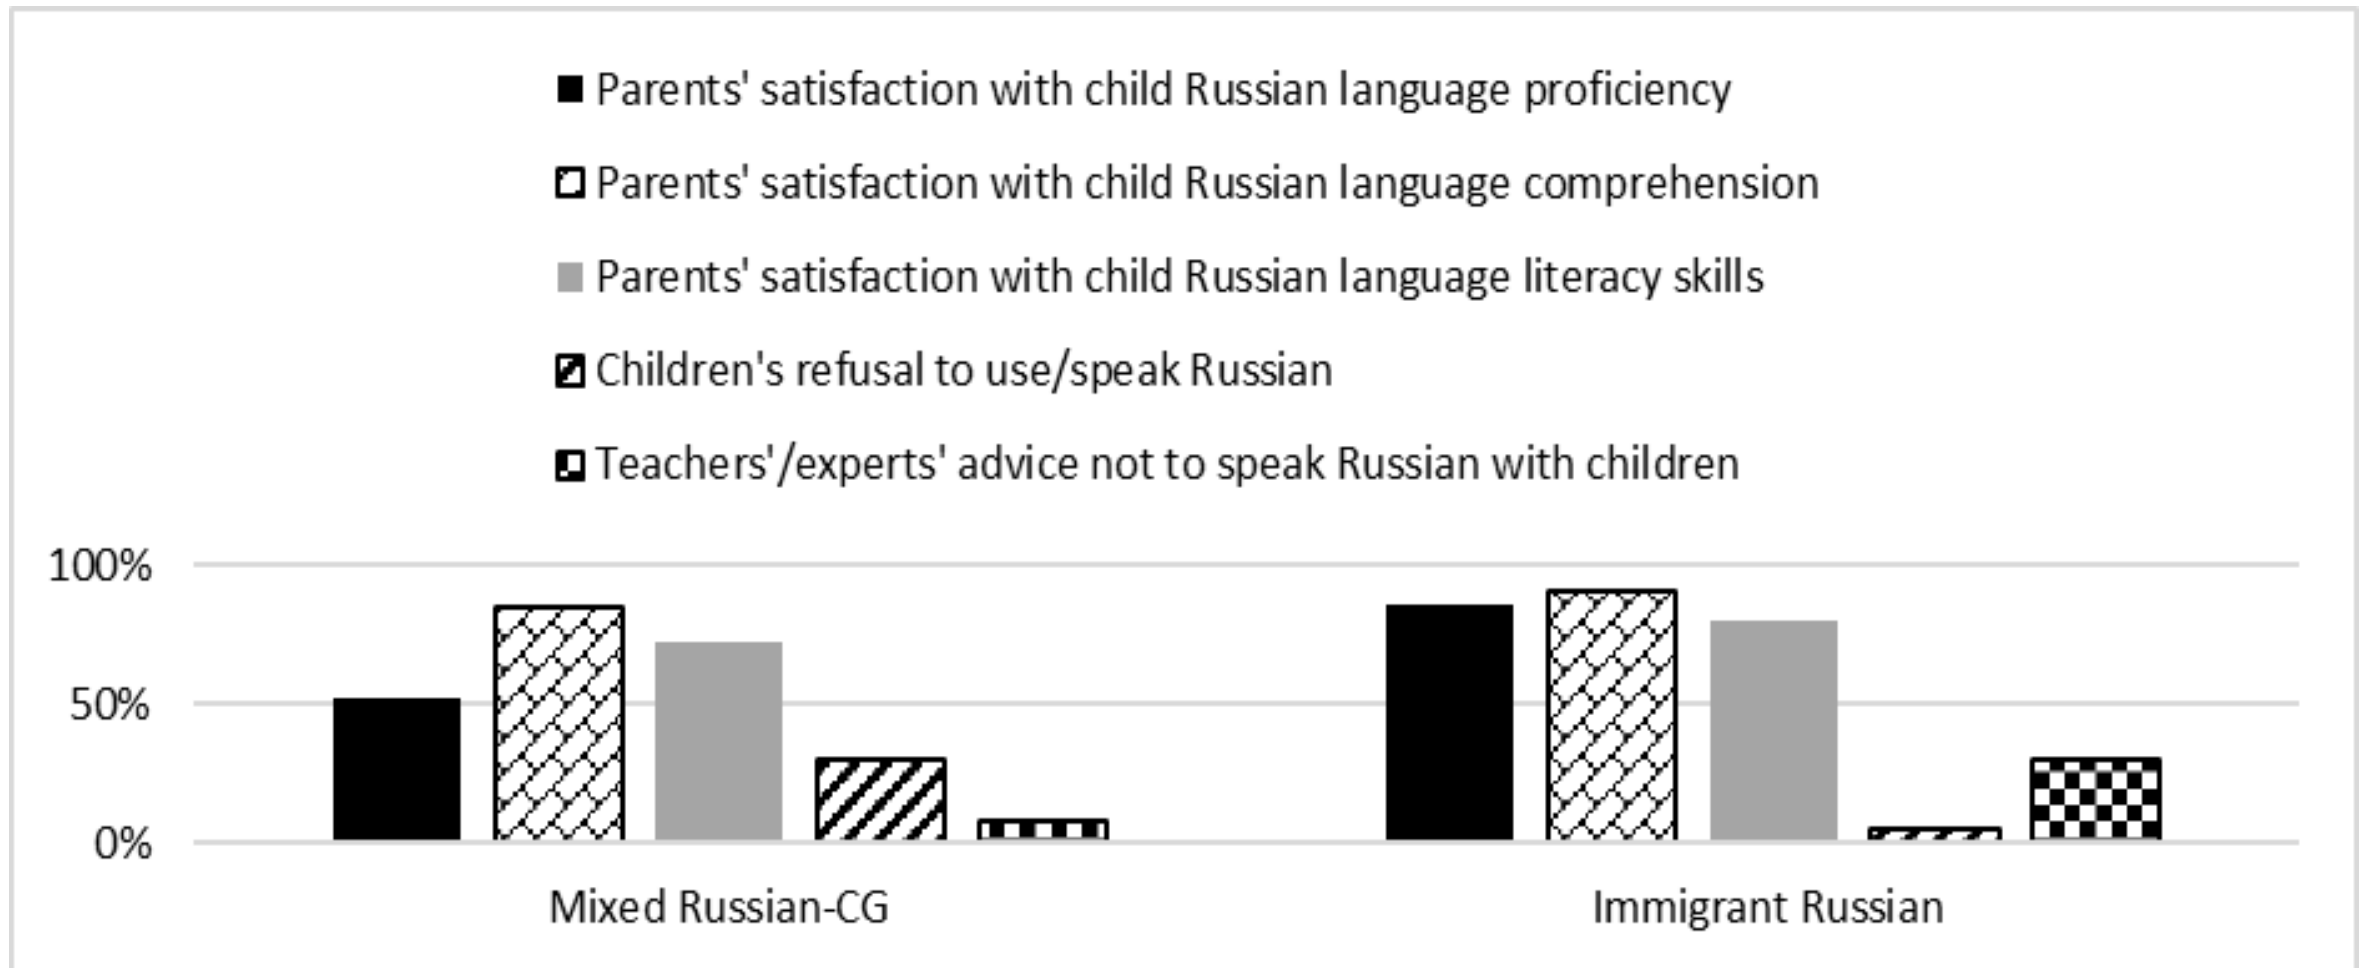 Parents' satisfaction with child Russian language proficiency
Parents' satisfaction with child Russian language comprehension
Parents' satisfaction with child Russian language literacy skills
Children's refusal to use/speak Russian
Teachers'/experts' advice not to speak Russian with children
100%
50%
0%
Mixed Russian-CG
Immigrant Russian